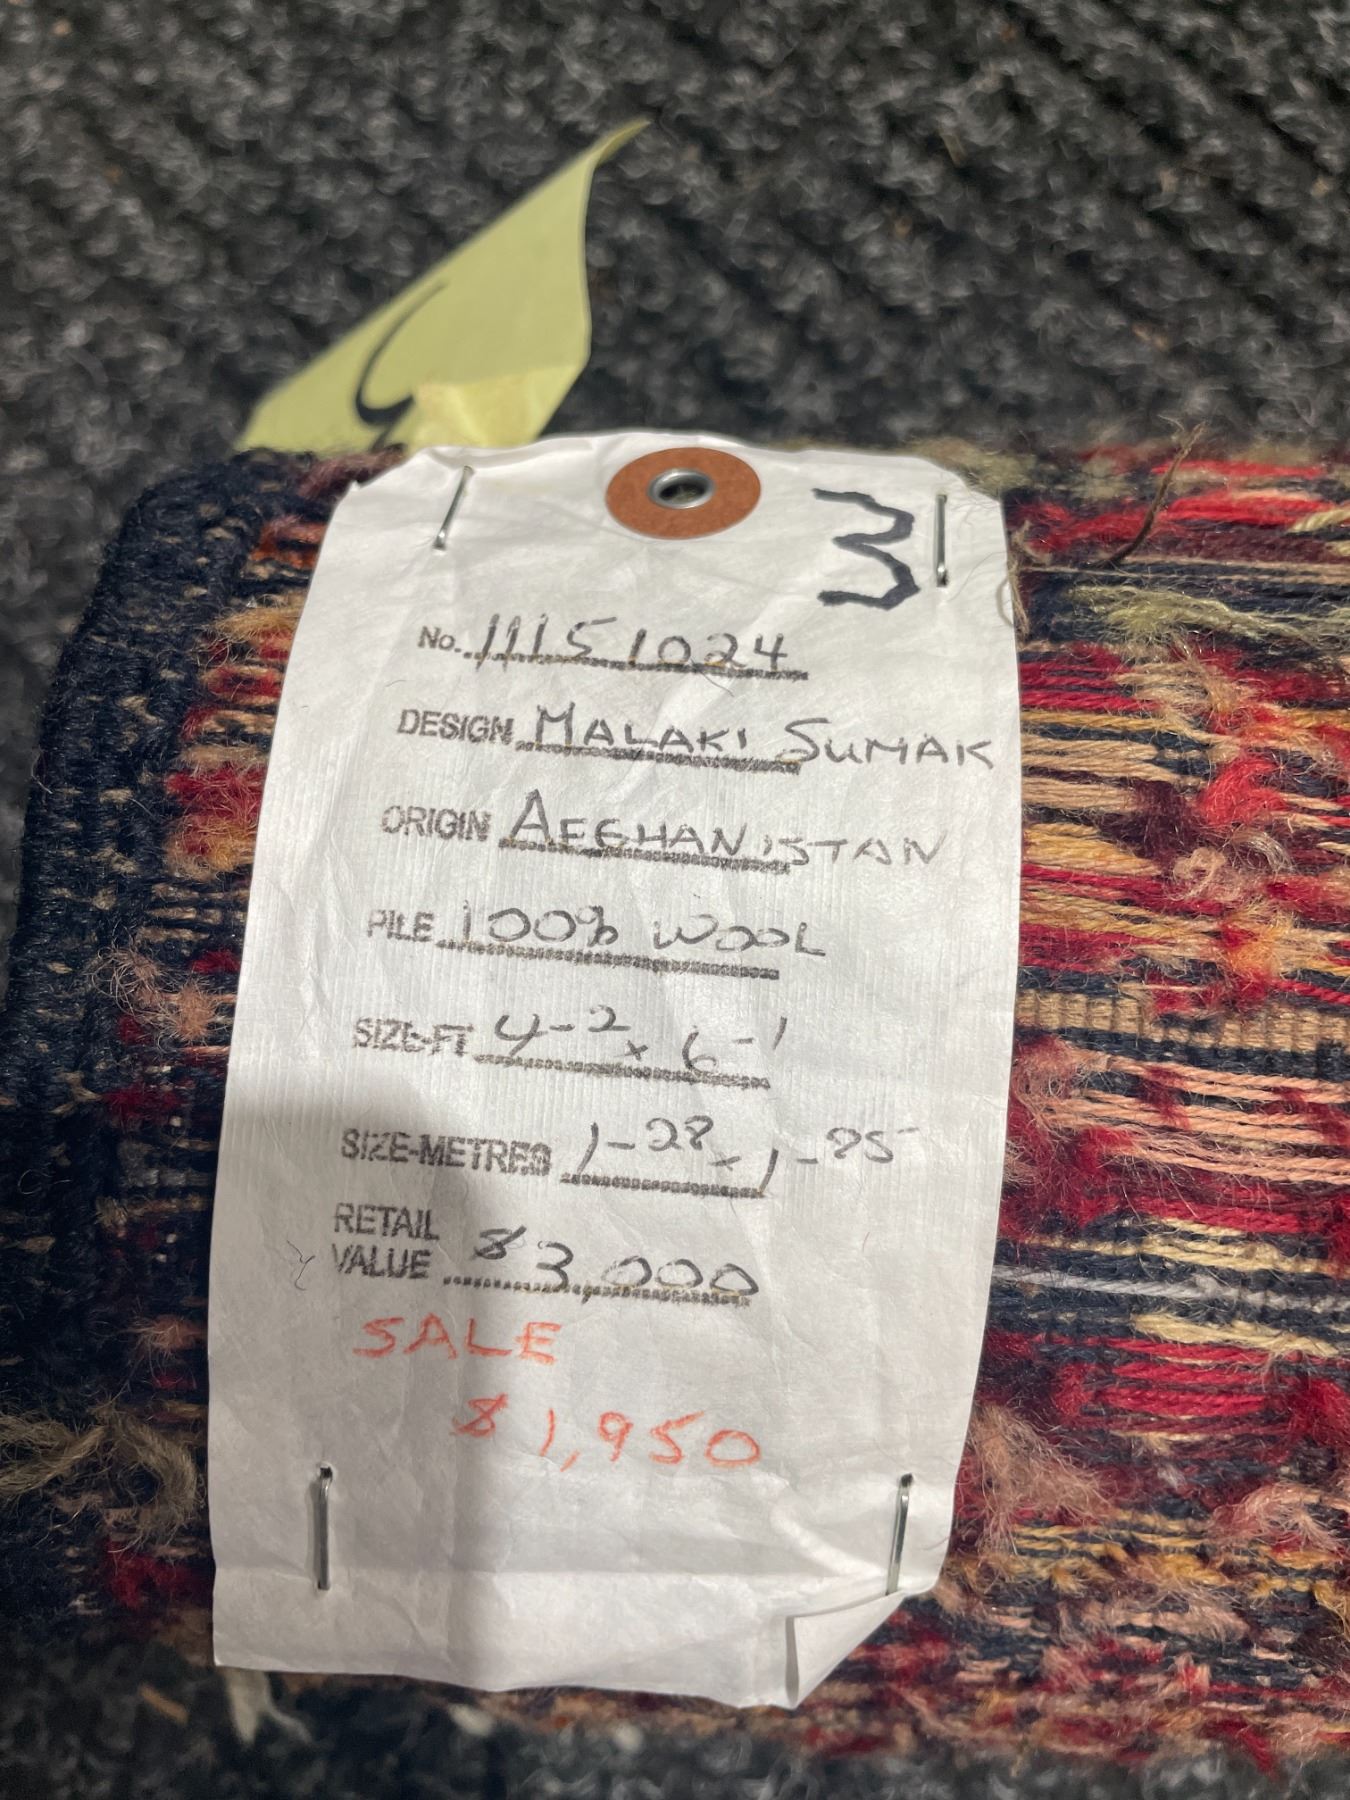 3
No. 11151024
DESIGN MALAKI SUMAK
ORIGIN AFGHANISTAN
PILE 100% WOOL
SIZE-FT 4-2 x 6-1
SIZE-METRES 1-28 x 1-85
RETAIL
VALUE $3,000
SALE
$1,950